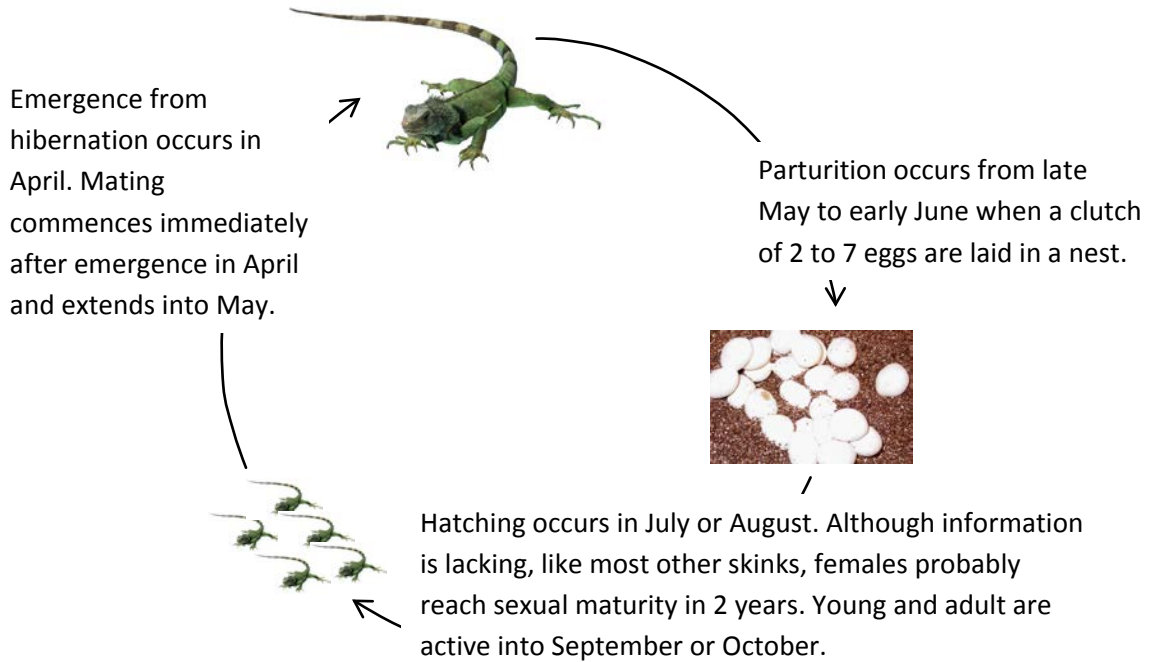 Emergence from
hibernation occurs in
April. Mating
commences immediately
after emergence in April
and extends into May.
Parturition occurs from late
May to early June when a clutch
of 2 to 7 eggs are laid in a nest.
Hatching occurs in July or August. Although information
is lacking, like most other skinks, females probably
reach sexual maturity in 2 years. Young and adult are
active into September or October.